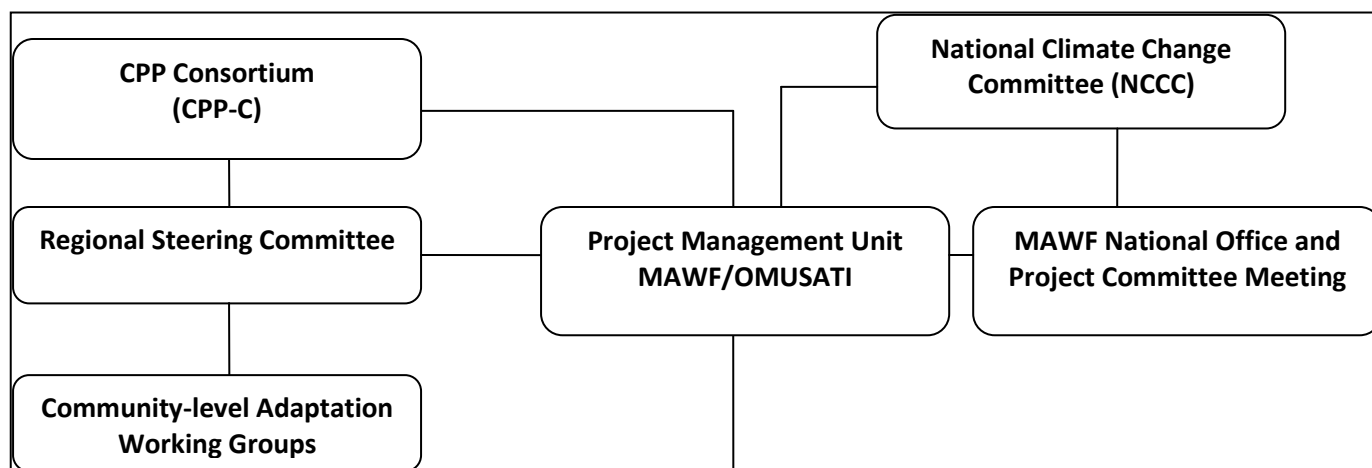 CPP Consortium
(CPP-C)
National Climate Change
Committee (NCCC)
Regional Steering Committee
Project Management Unit
MAWF/OMUSATI
MAWF National Office and
Project Committee Meeting
Community-level Adaptation
Working Groups